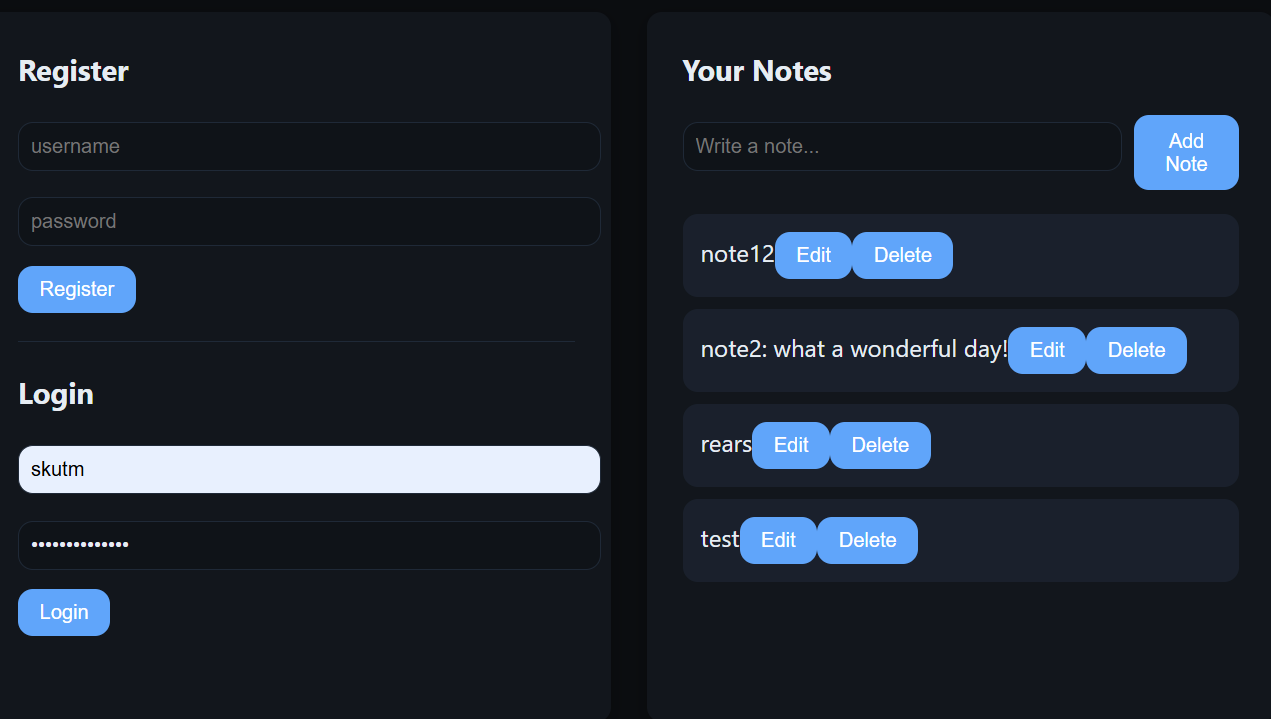 Register
username
password
Register
Login
skutm
••••••••••••••
Login
Your Notes
Write a note...
Add
Note
note12 Edit Delete
note2: what a wonderful day! Edit Delete
rears Edit Delete
test Edit Delete